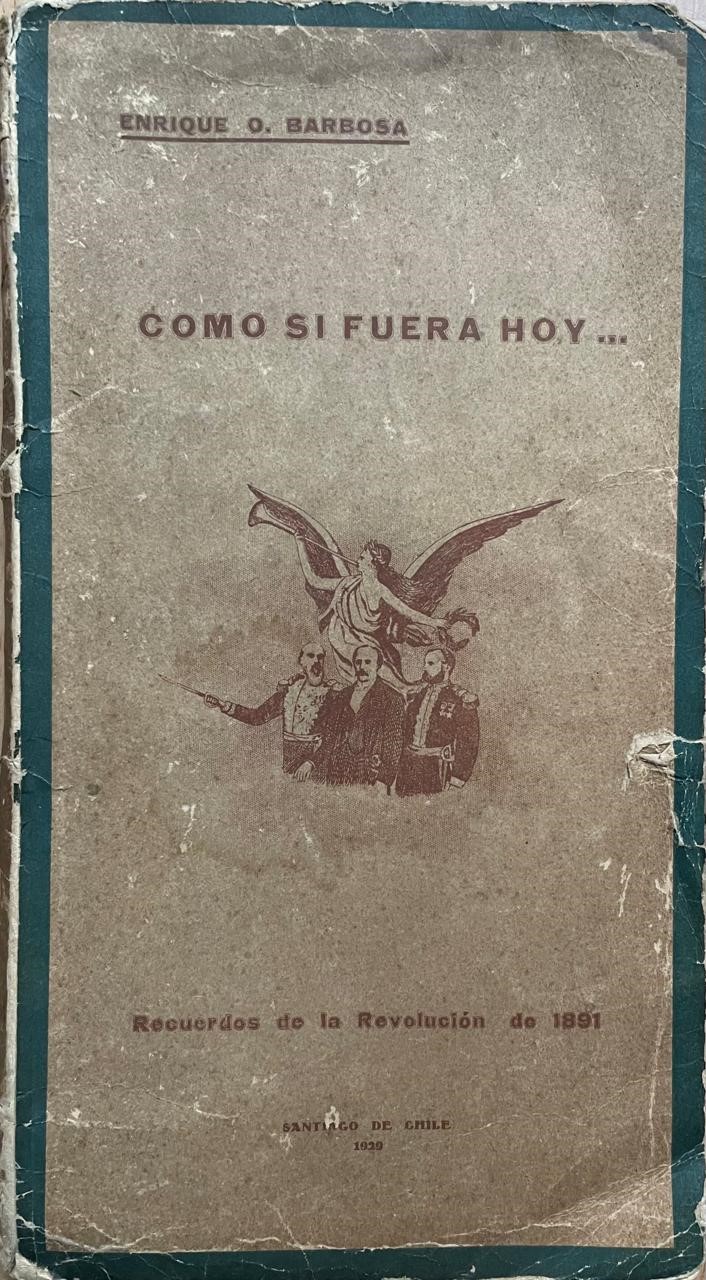 ENRIQUE O. BARBOSA
COMO SI FUERA HOY...
Recuerdos de la Revolución de 1891
SANTIAGO DE CHILE
1929